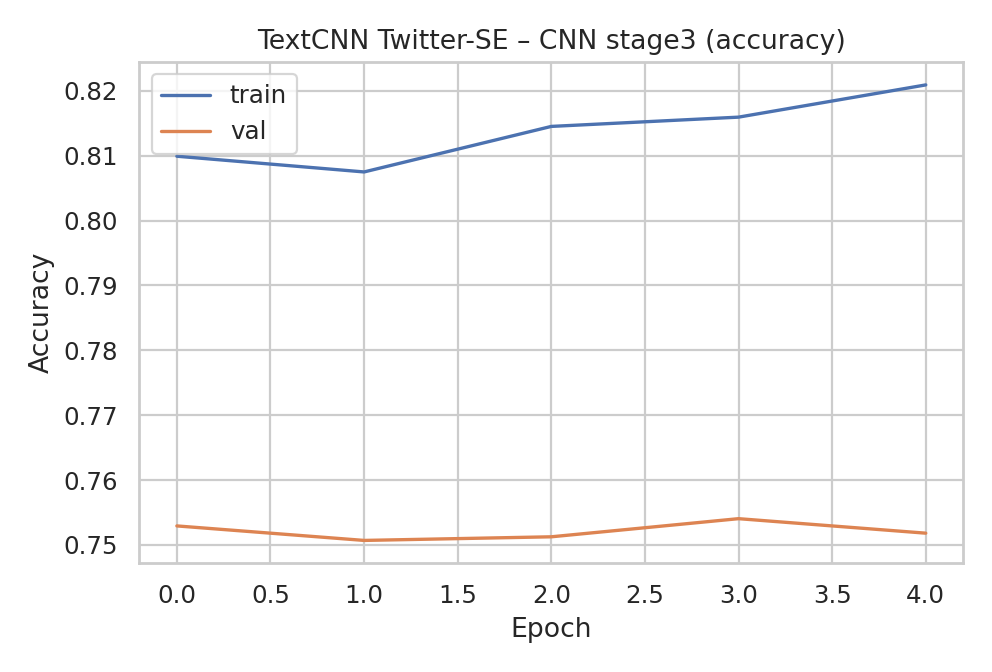 TextCNN Twitter-SE – CNN stage3 (accuracy)
train
val
Accuracy
0.82
0.81
0.80
0.79
0.78
0.77
0.76
0.75
0.0 0.5 1.0 1.5 2.0 2.5 3.0 3.5 4.0
Epoch